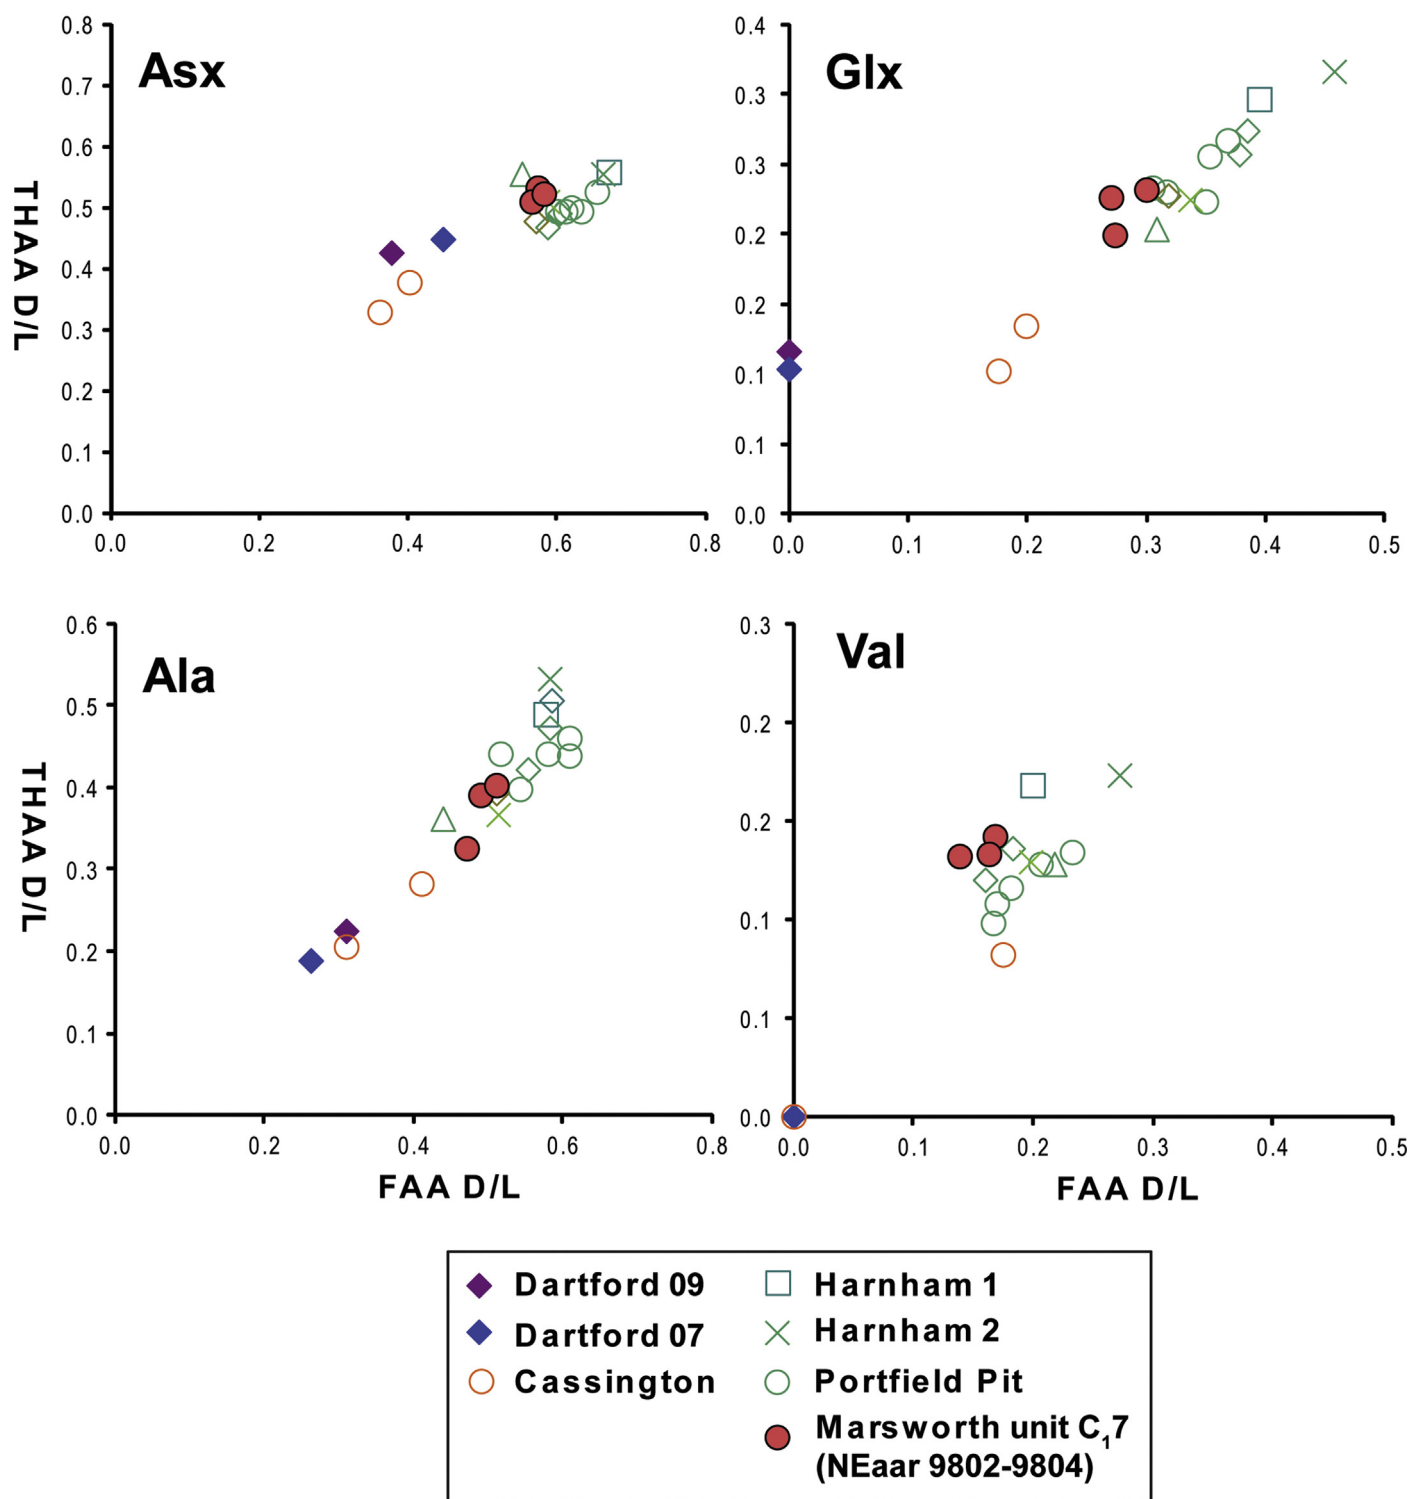 Asx
THAA D/L
0.8
0.7
0.6
0.5
0.4
0.3
0.2
0.1
0.0
0.0 0.2 0.4 0.6 0.8
Glx
0.4
0.3
0.3
0.2
0.2
0.1
0.1
0.0
0.0 0.1 0.2 0.3 0.4 0.5
Ala
THAA D/L
0.6
0.5
0.4
0.3
0.2
0.1
0.0
0.0 0.2 0.4 0.6 0.8
FAA D/L
Val
0.3
0.2
0.2
0.1
0.1
0.0
0.0 0.1 0.2 0.3 0.4 0.5
FAA D/L
Dartford 09
Dartford 07
Cassington
Harnham 1
Harnham 2
Portfield Pit
Marsworth unit C₁7
(NEaar 9802-9804)